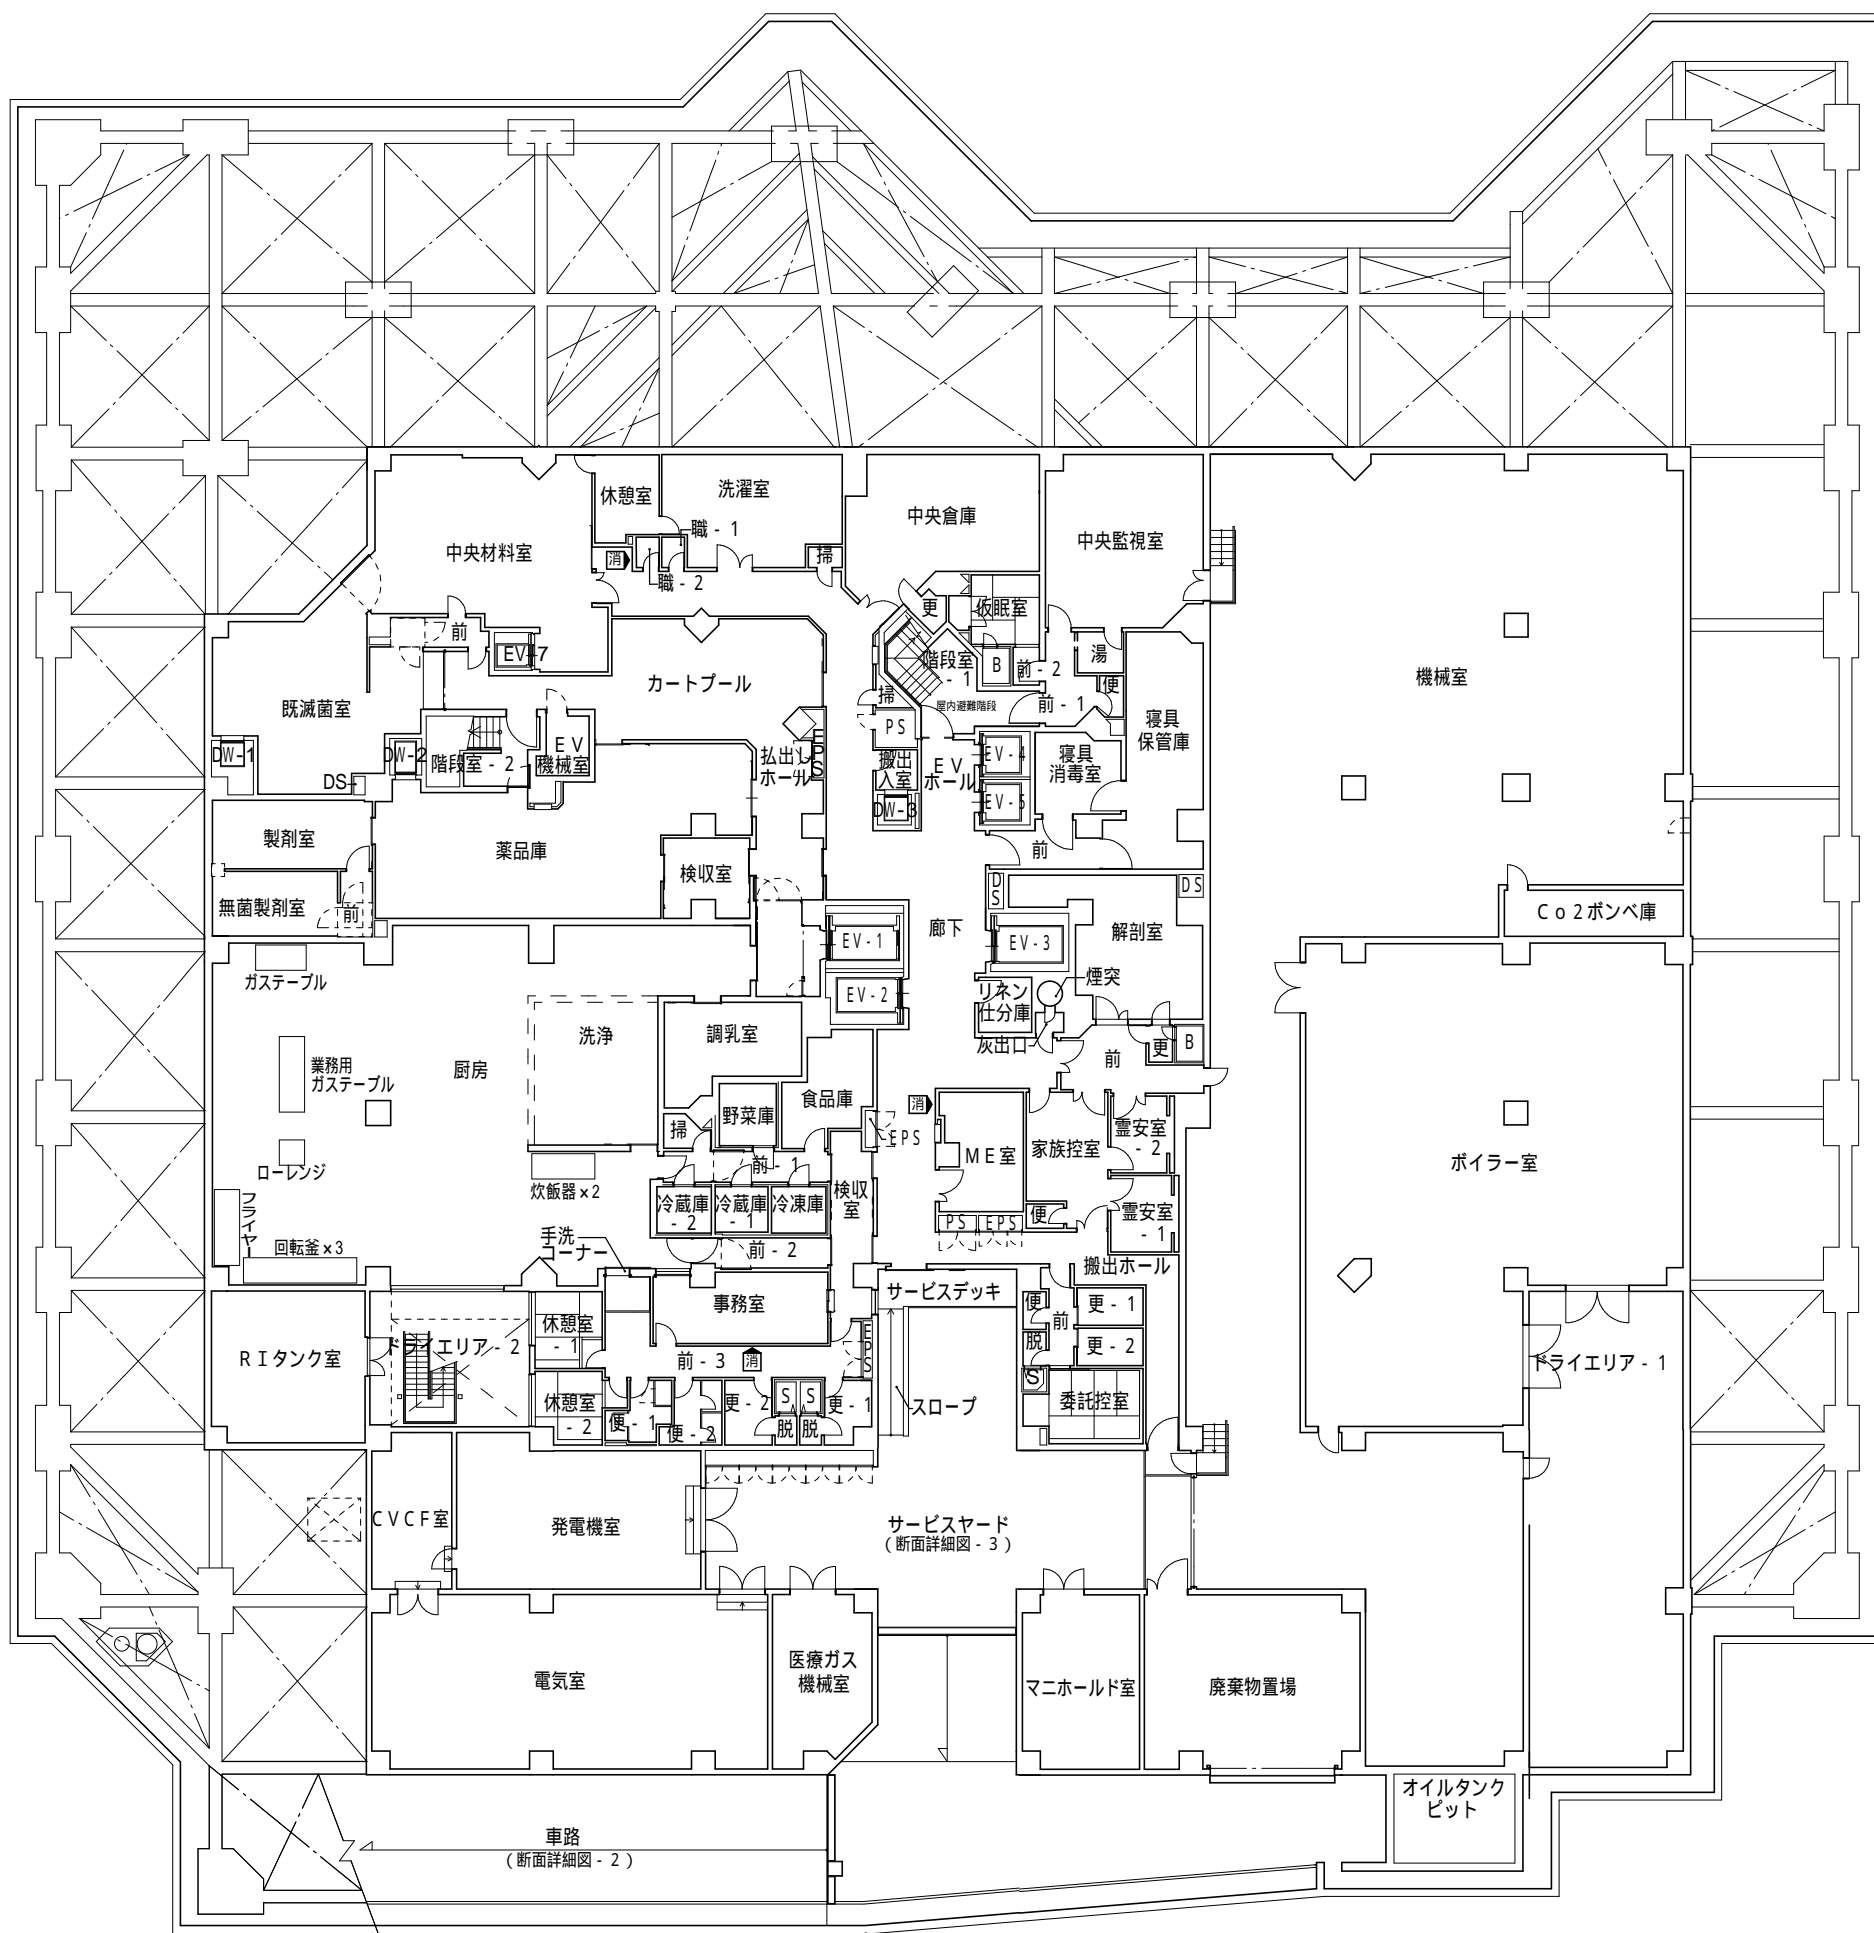 休憩室
洗濯室
中央倉庫
中央監視室
中央材料室
消
職-1
職-2
掃
前
EV-7
更
仮眠室
階段室
-1
B
前-2
湯
便
前-1
屋内避難階段
掃
PS
機械室
カートプール
既滅菌室
DW-1
DW-2
DS
階段室-2
EV
機械室
払出し
ホール
EPS
搬出
入室
DW-3
EV
ホール
EV-4
EV-5
寝具
消毒室
寝具
保管庫
前
製剤室
無菌製剤室
前
薬品庫
検収室
EV-1
EV-2
廊下
DS
EV-3
解剖室
DS
Co2ボンベ庫
煙突
リネン
仕分庫
灰出口
前
更
B
ガステーブル
業務用
ガステーブル
厨房
洗浄
調乳室
野菜庫
食品庫
掃
EPS
消
ME室
家族控室
霊安室
-2
霊安室
-1
便
PS
EPS
搬出ホール
ボイラー室
ローレンジ
フライヤー
回転釜×3
炊飯器×2
前-1
冷蔵庫
-2
冷蔵庫
-1
冷凍庫
検収
室
手洗
コーナー
前-2
事務室
サービスデッキ
便
前
更-1
更-2
脱
S
委託控室
RIタンク室
ドライエリア-2
休憩室
-1
休憩室
-2
前-3
消
EPS
便-1
便-2
更-2
S
S
脱
脱
更-1
スロープ
ドライエリア-1
CVCF室
発電機室
サービスヤード
(断面詳細図-3)
電気室
医療ガス
機械室
マニホールド室
廃棄物置場
オイルタンク
ピット
車路
(断面詳細図-2)